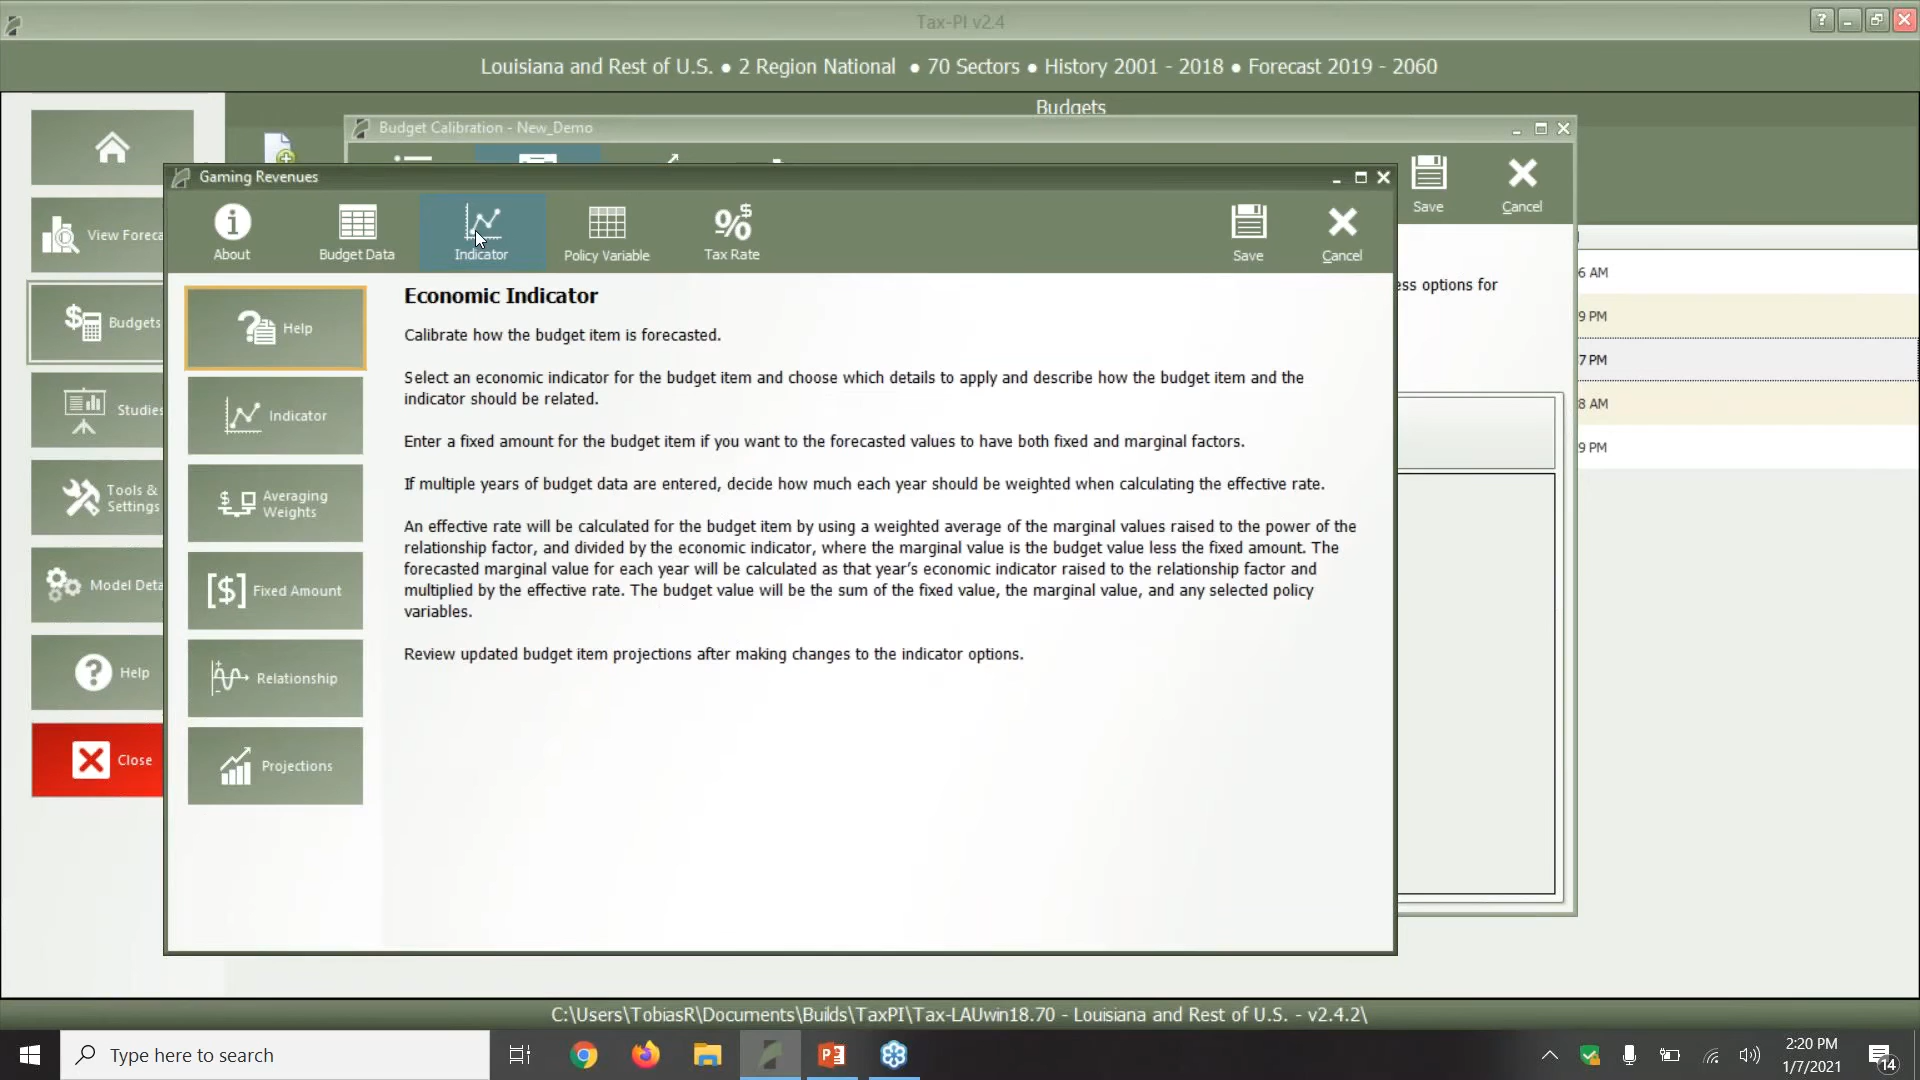 Tax-PI v2.4
Louisiana and Rest of U.S. ● 2 Region National ● 70 Sectors ● History 2001 - 2018 ● Forecast 2019 - 2060
Budgets
Budget Calibration - New_Demo
Save
Cancel
View Foreca
Budgets
Studies
Tools &
Settings
Model Deta
Help
Close
Gaming Revenues
About
Budget Data
Indicator
Policy Variable
Tax Rate
Save
Cancel
Help
Indicator
Averaging
Weights
Fixed Amount
Relationship
Projections
Economic Indicator
Calibrate how the budget item is forecasted.
Select an economic indicator for the budget item and choose which details to apply and describe how the budget item and the
indicator should be related.
Enter a fixed amount for the budget item if you want to the forecasted values to have both fixed and marginal factors.
If multiple years of budget data are entered, decide how much each year should be weighted when calculating the effective rate.
An effective rate will be calculated for the budget item by using a weighted average of the marginal values raised to the power of the
relationship factor, and divided by the economic indicator, where the marginal value is the budget value less the fixed amount. The
forecasted marginal value for each year will be calculated as that year's economic indicator raised to the relationship factor and
multiplied by the effective rate. The budget value will be the sum of the fixed value, the marginal value, and any selected policy
variables.
Review updated budget item projections after making changes to the indicator options.
ess options for
6 AM
9 PM
7 PM
8 AM
9 PM
C:\Users\TobiasR\Documents\Builds\TaxPI\Tax-LAUwin18.70 - Louisiana and Rest of U.S. - v2.4.2\
Type here to search
2:20 PM
1/7/2021
14